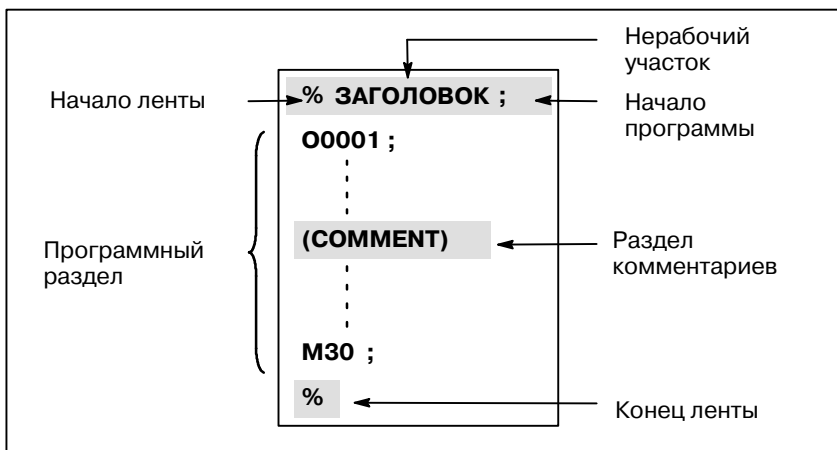 Нерабочий
участок
Начало ленты
% ЗАГОЛОВОК ;
Начало
программы
O0001 ;
(COMMENT)
Программный
раздел
Раздел
комментариев
M30 ;
%
Конец ленты